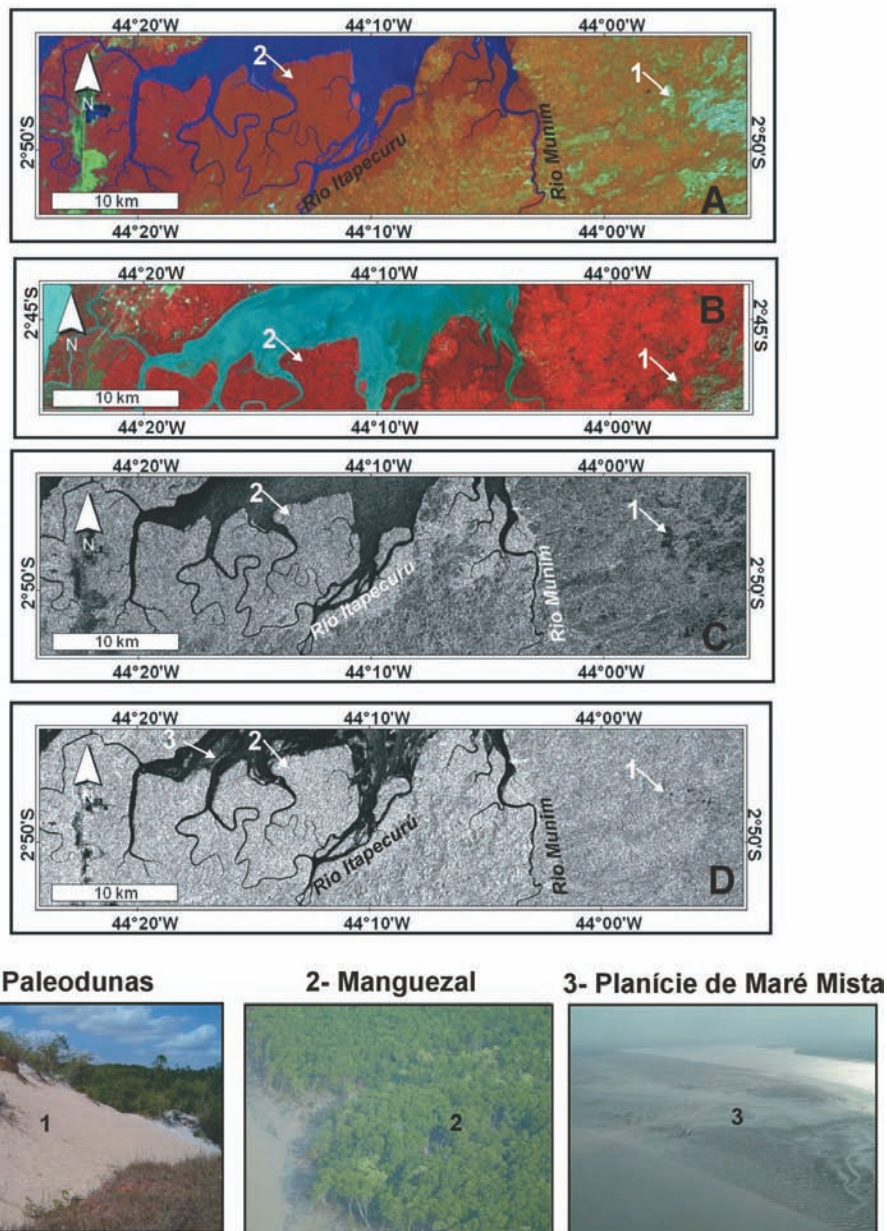 44°20'W 44°10'W 44°00'W
2 1
N
2°50'S 2°50'S
Rio Itapecuru Rio Munim
10 km A
44°20'W 44°10'W 44°00'W
44°20'W 44°10'W 44°00'W
2°45'S B 2°45'S
2 1
N
10 km
44°20'W 44°10'W 44°00'W
44°20'W 44°10'W 44°00'W
2 1
N
2°50'S 2°50'S
Rio Itapecuru Rio Munim
10 km C
44°20'W 44°10'W 44°00'W
44°20'W 44°10'W 44°00'W
3 2 1
N
2°50'S 2°50'S
Rio Itapecuru Rio Munim
10 km D
44°20'W 44°10'W 44°00'W
Paleodunas 2- Manguezal 3- Planície de Maré Mista
1 2 3